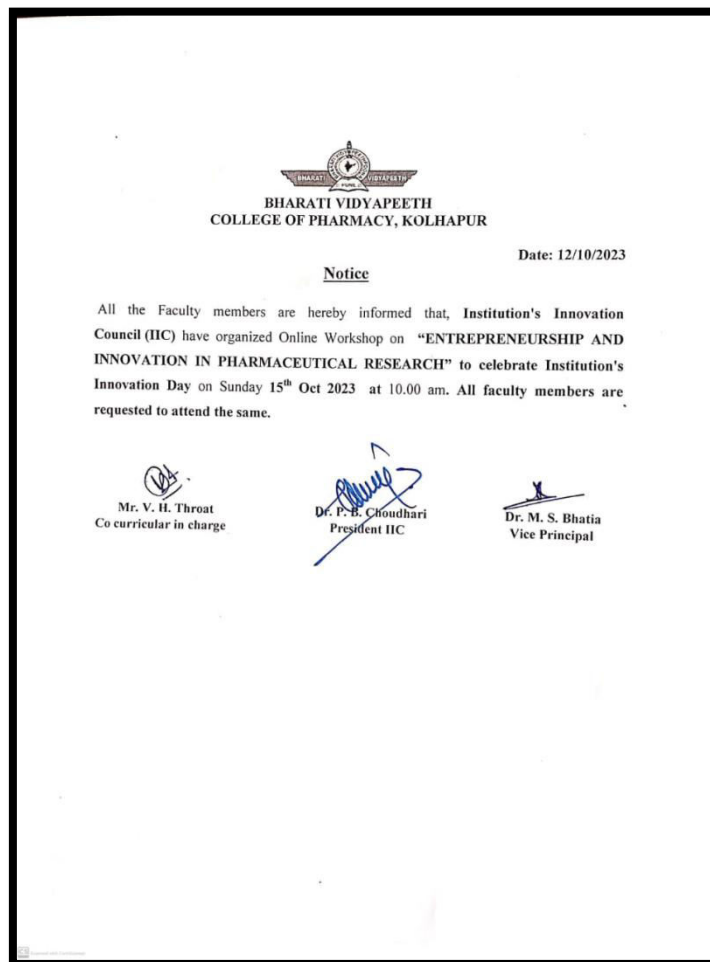 BHARATI VIDYAPEETH
PUNE
BHARATI VIDYAPEETH
COLLEGE OF PHARMACY, KOLHAPUR
Date: 12/10/2023
Notice
All the Faculty members are hereby informed that, Institution's Innovation
Council (IIC) have organized Online Workshop on “ENTREPRENEURSHIP AND
INNOVATION IN PHARMACEUTICAL RESEARCH” to celebrate Institution's
Innovation Day on Sunday 15th Oct 2023 at 10.00 am. All faculty members are
requested to attend the same.
Mr. V. H. Throat
Co curricular in charge
Dr. P. B. Choudhari
President IIC
Dr. M. S. Bhatia
Vice Principal